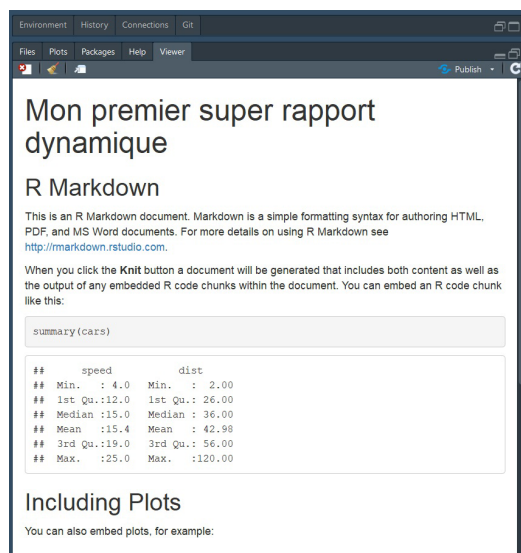 Environment History Connections Git
Files Plots Packages Help Viewer
Publish
Mon premier super rapport
dynamique
R Markdown
This is an R Markdown document. Markdown is a simple formatting syntax for authoring HTML,
PDF, and MS Word documents. For more details on using R Markdown see
http://rmarkdown.rstudio.com.
When you click the Knit button a document will be generated that includes both content as well as
the output of any embedded R code chunks within the document. You can embed an R code chunk
like this:
summary(cars)
##      speed           dist
## Min.   : 4.0   Min.   :  2.00
## 1st Qu.:12.0   1st Qu.: 26.00
## Median :15.0   Median : 36.00
## Mean   :15.4   Mean   : 42.98
## 3rd Qu.:19.0   3rd Qu.: 56.00
## Max.   :25.0   Max.   :120.00
Including Plots
You can also embed plots, for example: